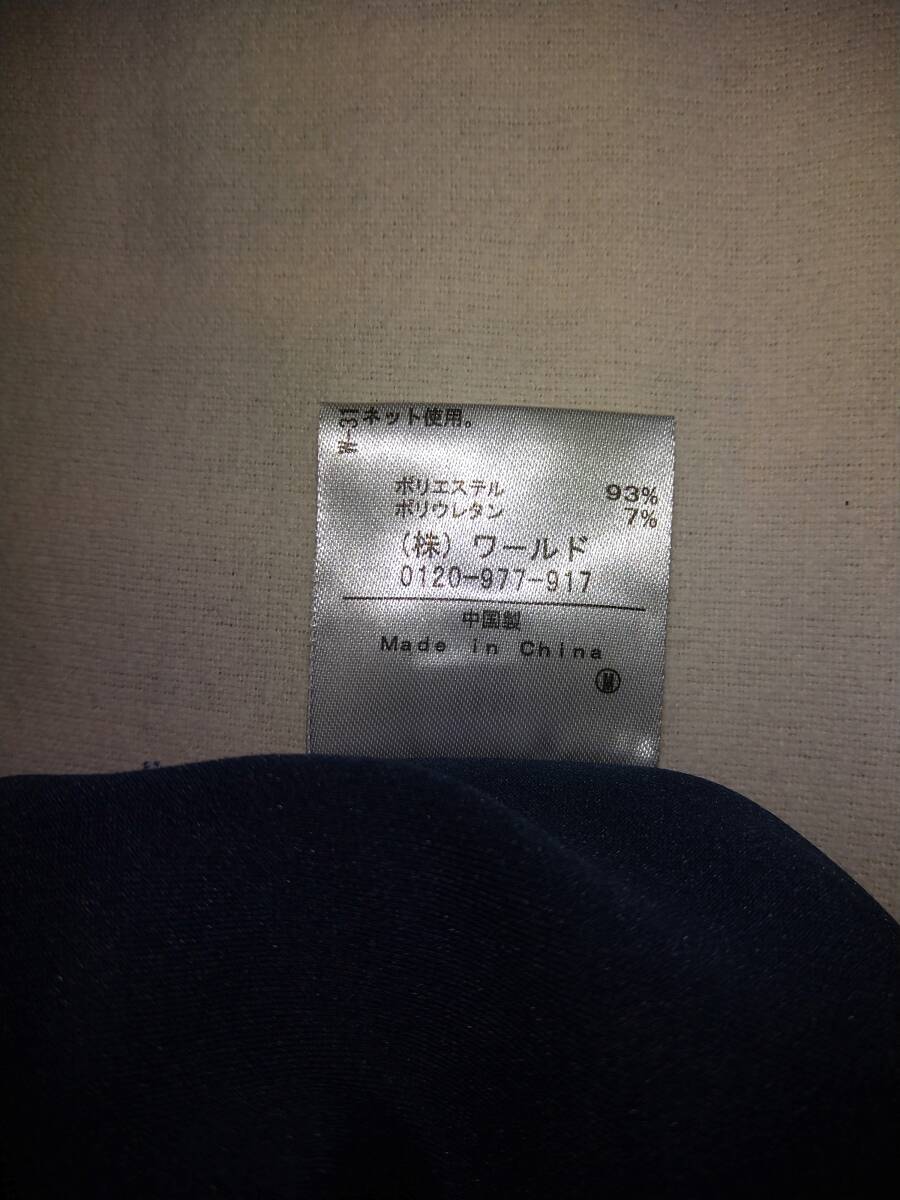 ネット使用。
ポリエステル 93%
ポリウレタン 7%
(株) ワールド
0120-977-917
中国製
Made in China
Ⓜ